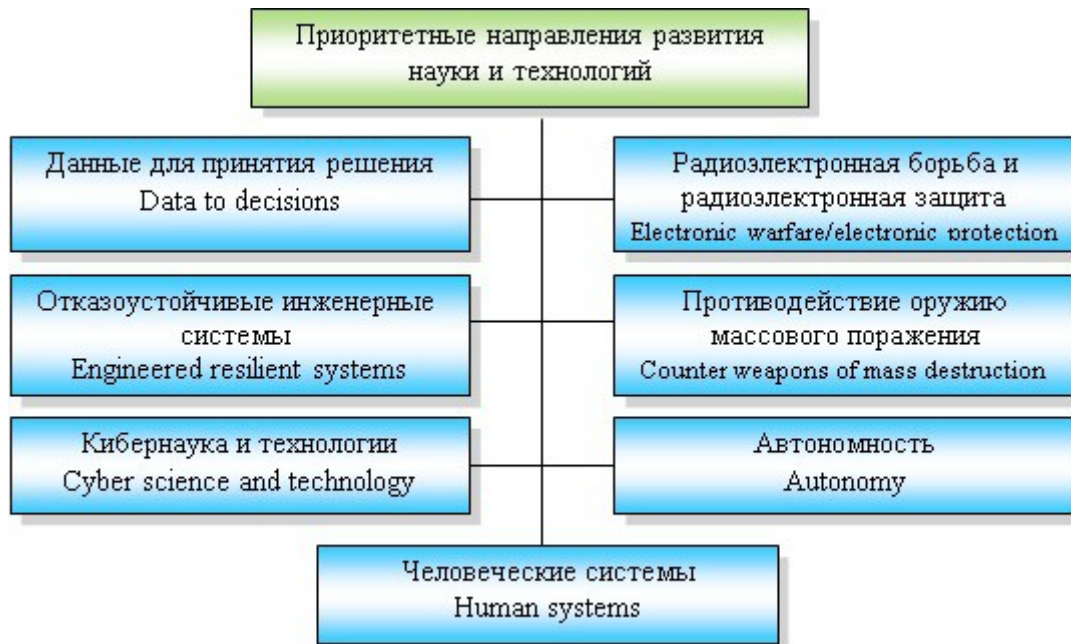 Приоритетные направления развития
науки и технологий
Данные для принятия решения
Data to decisions
Радиоэлектронная борьба и
радиоэлектронная защита
Electronic warfare/electronic protection
Отказоустойчивые инженерные
системы
Engineered resilient systems
Противодействие оружию
массового поражения
Counter weapons of mass destruction
Кибернаука и технологии
Cyber science and technology
Автономность
Autonomy
Человеческие системы
Human systems